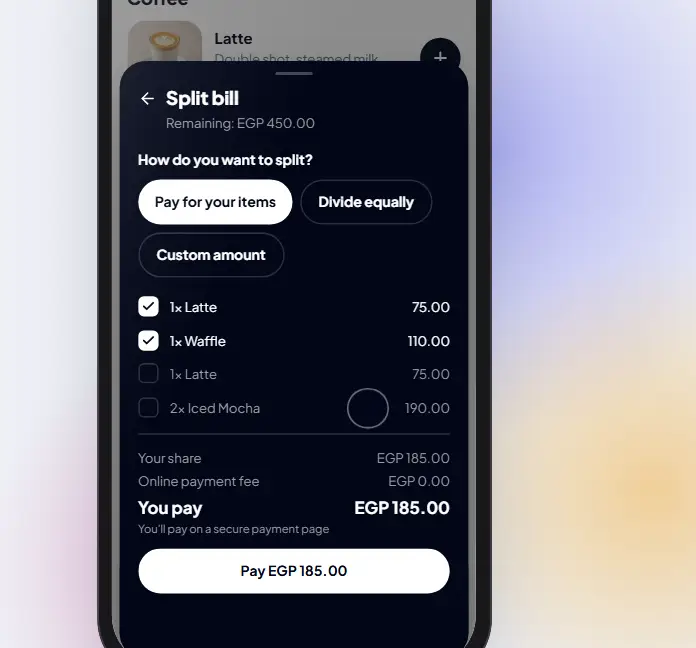 Coffee
Latte
Double shot, steamed milk
Split bill
Remaining: EGP 450.00
How do you want to split?
Pay for your items
Divide equally
Custom amount
1x Latte 75.00
1x Waffle 110.00
1x Latte 75.00
2x Iced Mocha 190.00
Your share EGP 185.00
Online payment fee EGP 0.00
You pay EGP 185.00
You'll pay on a secure payment page
Pay EGP 185.00